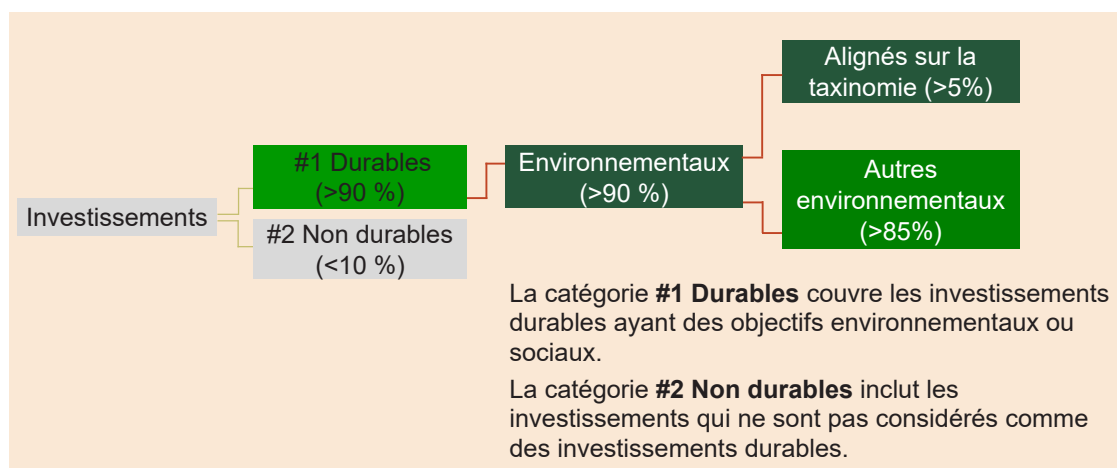 Alignés sur la
taxinomie (>5%)
#1 Durables
(>90 %)
Environnementaux
(>90 %)
Autres
environnementaux
(>85%)
Investissements
#2 Non durables
(<10 %)
La catégorie #1 Durables couvre les investissements
durables ayant des objectifs environnementaux ou
sociaux.
La catégorie #2 Non durables inclut les
investissements qui ne sont pas considérés comme
des investissements durables.